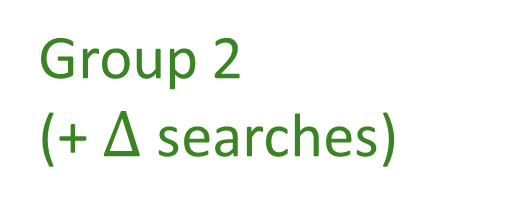 Group 2
(+ Δ searches)